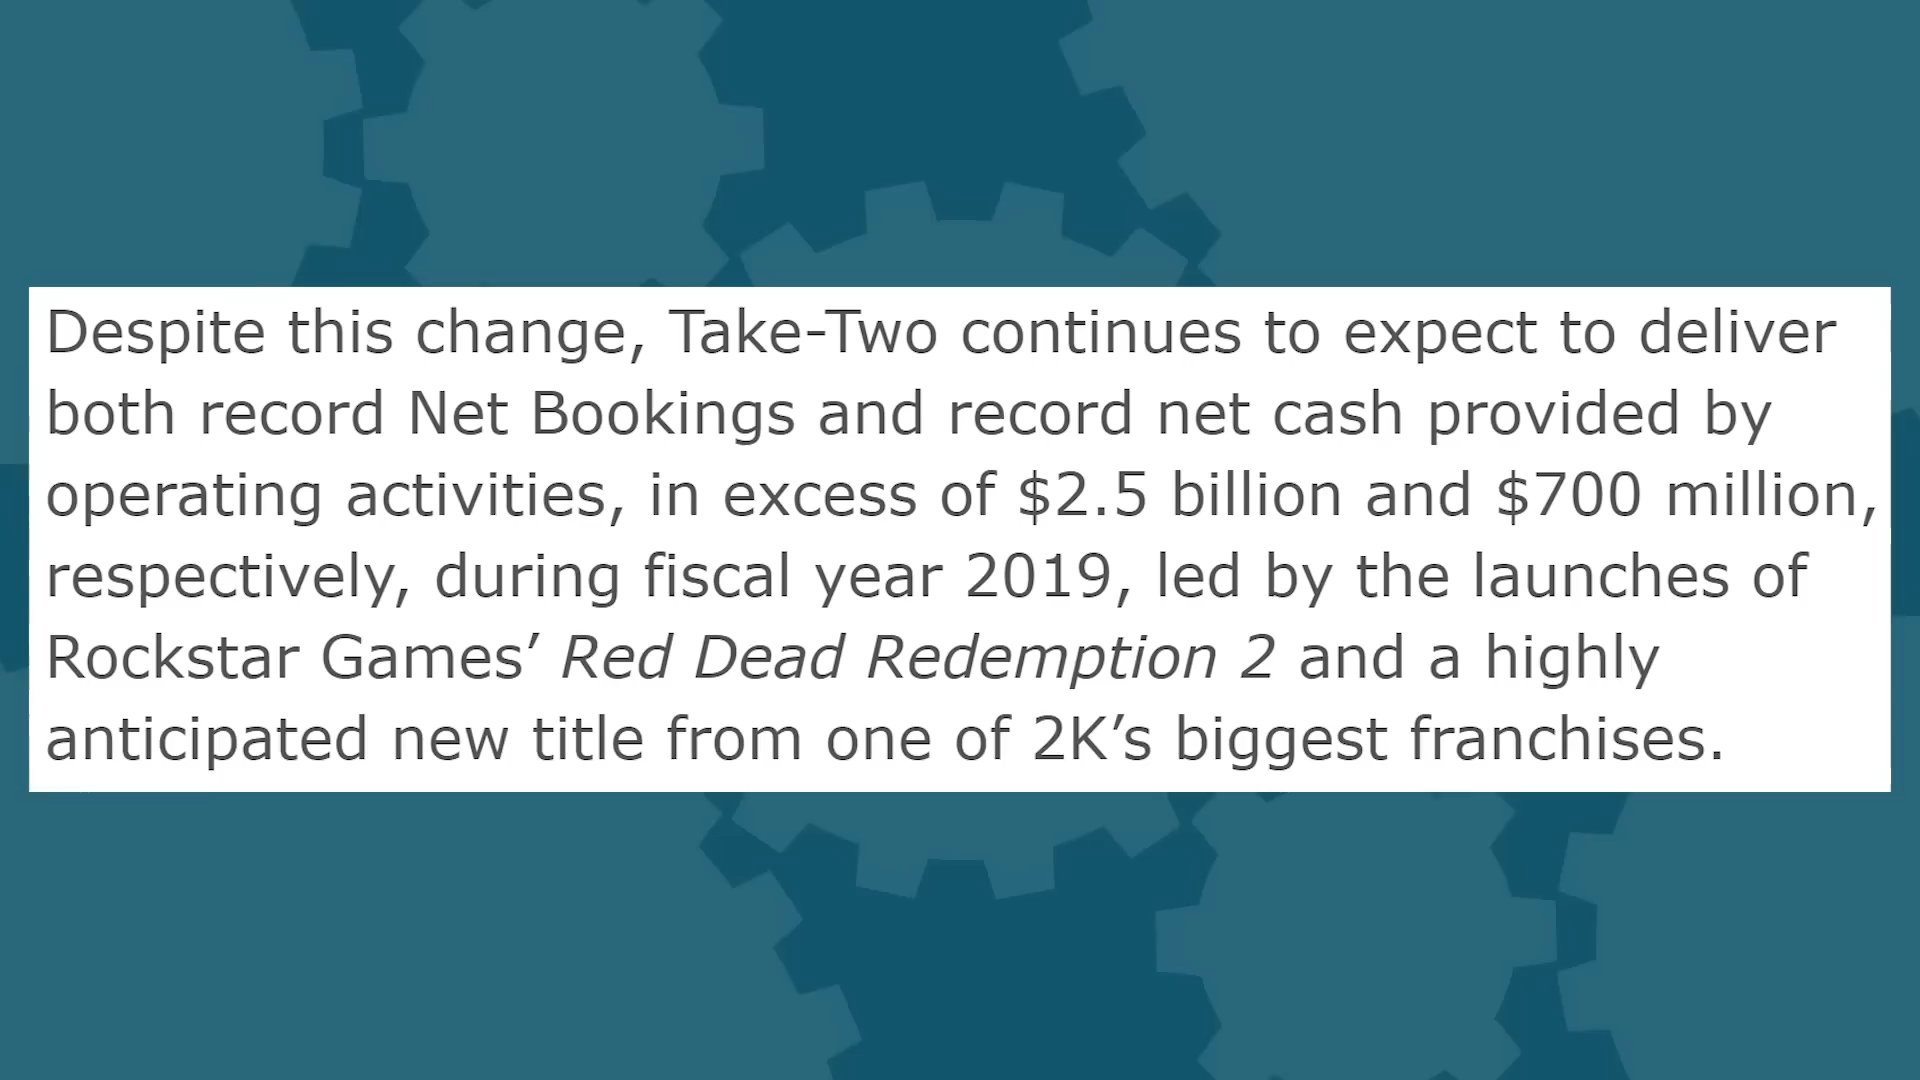 Despite this change, Take-Two continues to expect to deliver
both record Net Bookings and record net cash provided by
operating activities, in excess of $2.5 billion and $700 million,
respectively, during fiscal year 2019, led by the launches of
Rockstar Games’ Red Dead Redemption 2 and a highly
anticipated new title from one of 2K’s biggest franchises.